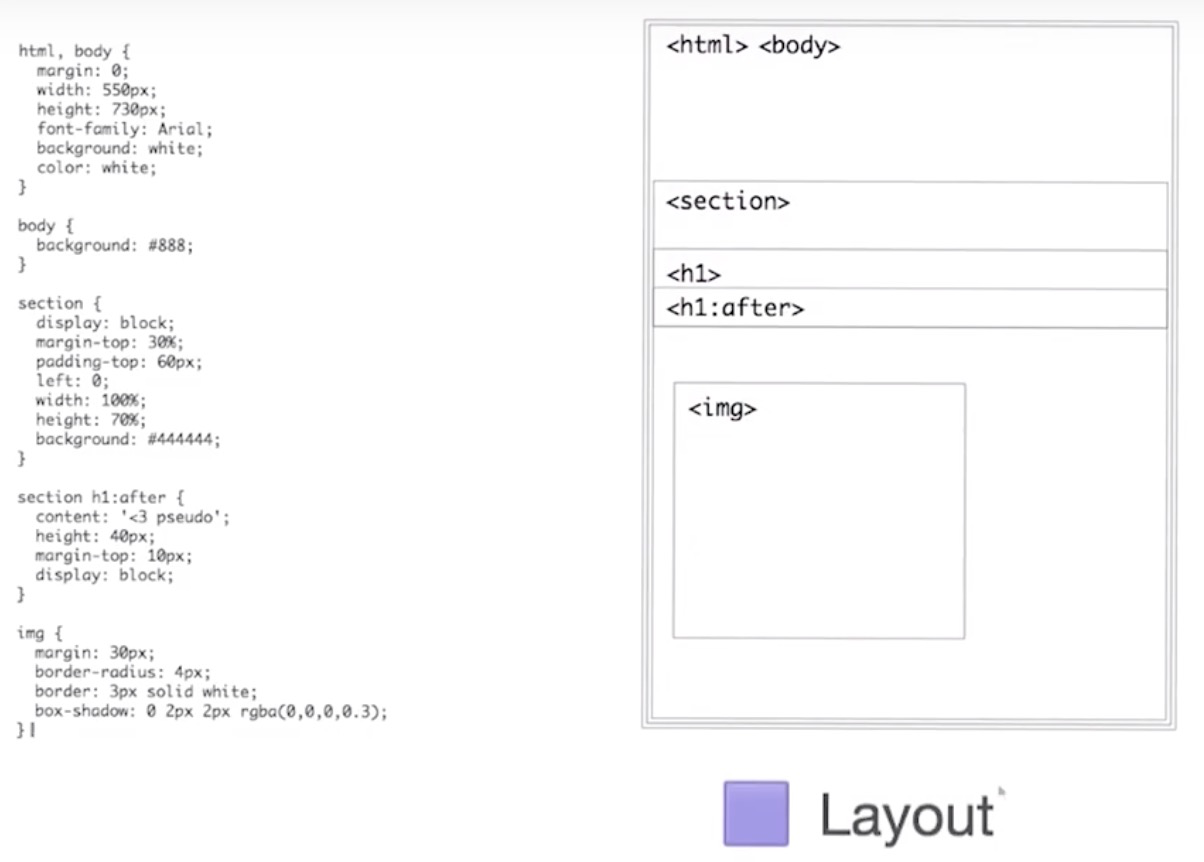 html, body {
margin: 0;
width: 550px;
height: 730px;
font-family: Arial;
background: white;
color: white;
}
body {
background: #888;
}
section {
display: block;
margin-top: 30%;
padding-top: 60px;
left: 0;
width: 100%;
height: 70%;
background: #444444;
}
section h1:after {
content: '<3 pseudo';
height: 40px;
margin-top: 10px;
display: block;
}
img {
margin: 30px;
border-radius: 4px;
border: 3px solid white;
box-shadow: 0 2px 2px rgba(0,0,0,0.3);
}
<html> <body>
<section>
<h1>
<h1:after>
<img>
Layout